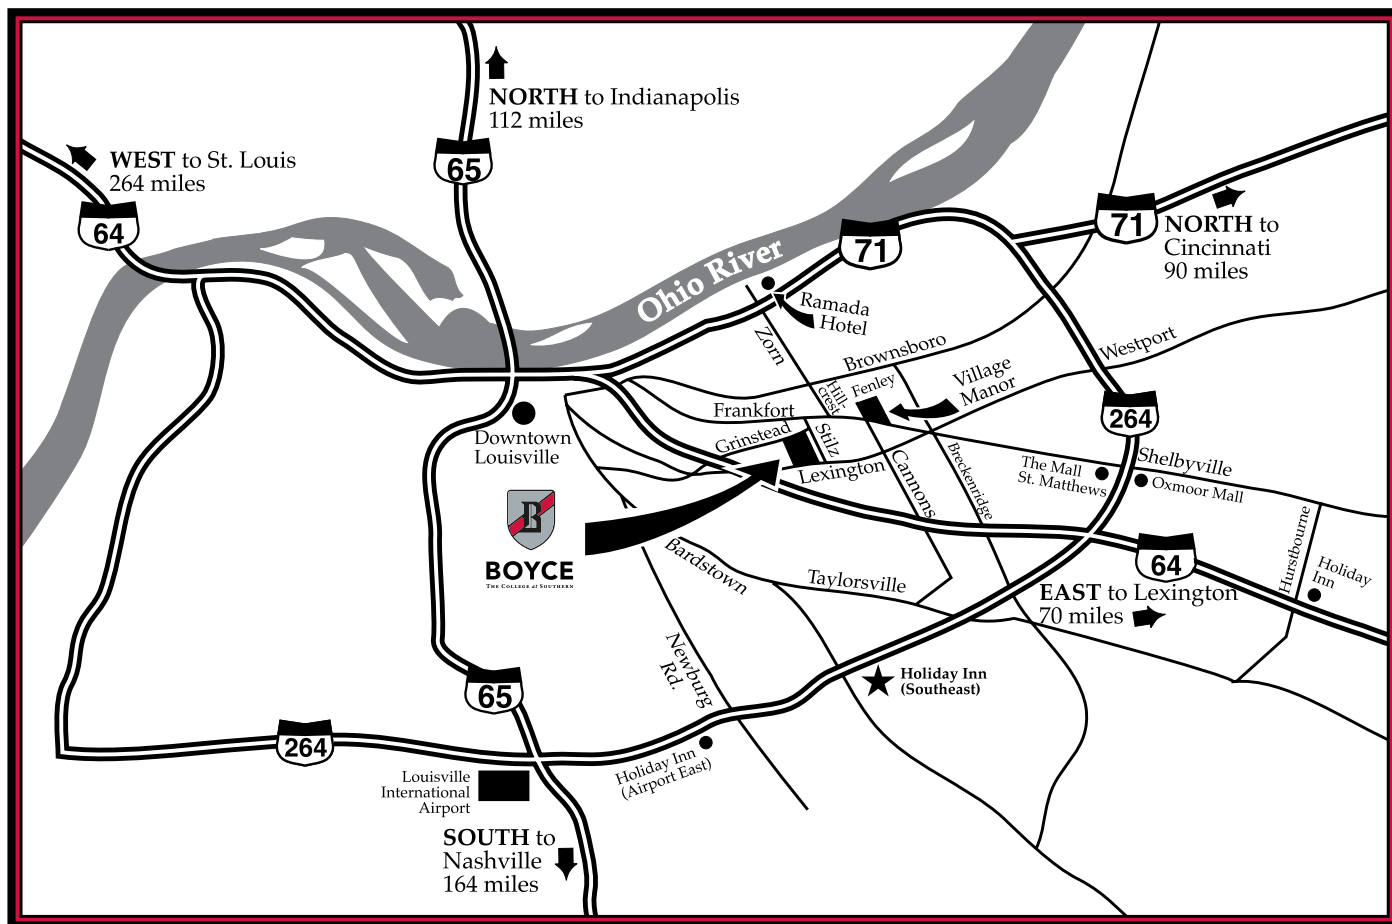 NORTH to Indianapolis
112 miles
WEST to St. Louis
264 miles
65
64
71
71
NORTH to
Cincinnati
90 miles
Ohio River
Ramada
Hotel
Zorn
Brownsboro
Westport
Hill-
crest
Fenley
Village
Manor
Frankfort
Grinstead
Stilz
Lexington
Cannons
Breckenridge
264
Downtown
Louisville
The Mall
St. Matthews
Shelbyville
Oxmoor Mall
B
BOYCE
THE COLLEGE at SOUTHERN
Bardstown
Taylorsville
64
EAST to Lexington
70 miles
Hurstbourne
Holiday
Inn
Newburg
Rd.
Holiday Inn
(Southeast)
65
264
Holiday Inn
(Airport East)
Louisville
International
Airport
SOUTH to
Nashville
164 miles